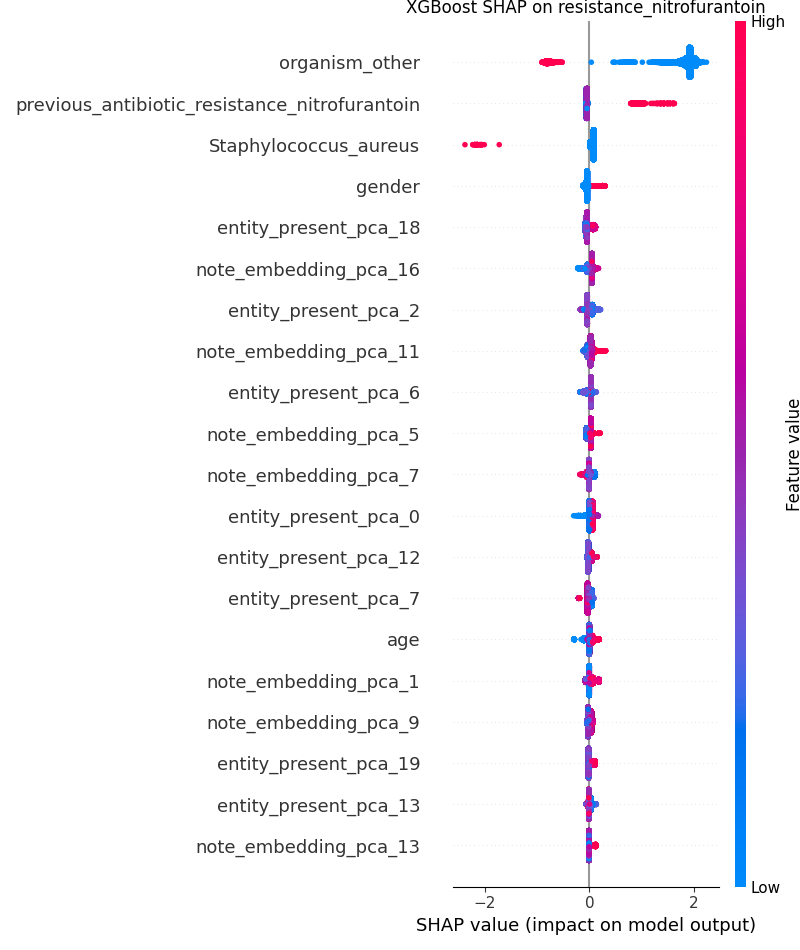 XGBoost SHAP on resistance_nitrofurantoin
High
organism_other
previous_antibiotic_resistance_nitrofurantoin
Staphylococcus_aureus
gender
entity_present_pca_18
note_embedding_pca_16
entity_present_pca_2
note_embedding_pca_11
entity_present_pca_6
note_embedding_pca_5
note_embedding_pca_7
entity_present_pca_0
entity_present_pca_12
entity_present_pca_7
age
note_embedding_pca_1
note_embedding_pca_9
entity_present_pca_19
entity_present_pca_13
note_embedding_pca_13
Feature value
Low
−2 0 2
SHAP value (impact on model output)